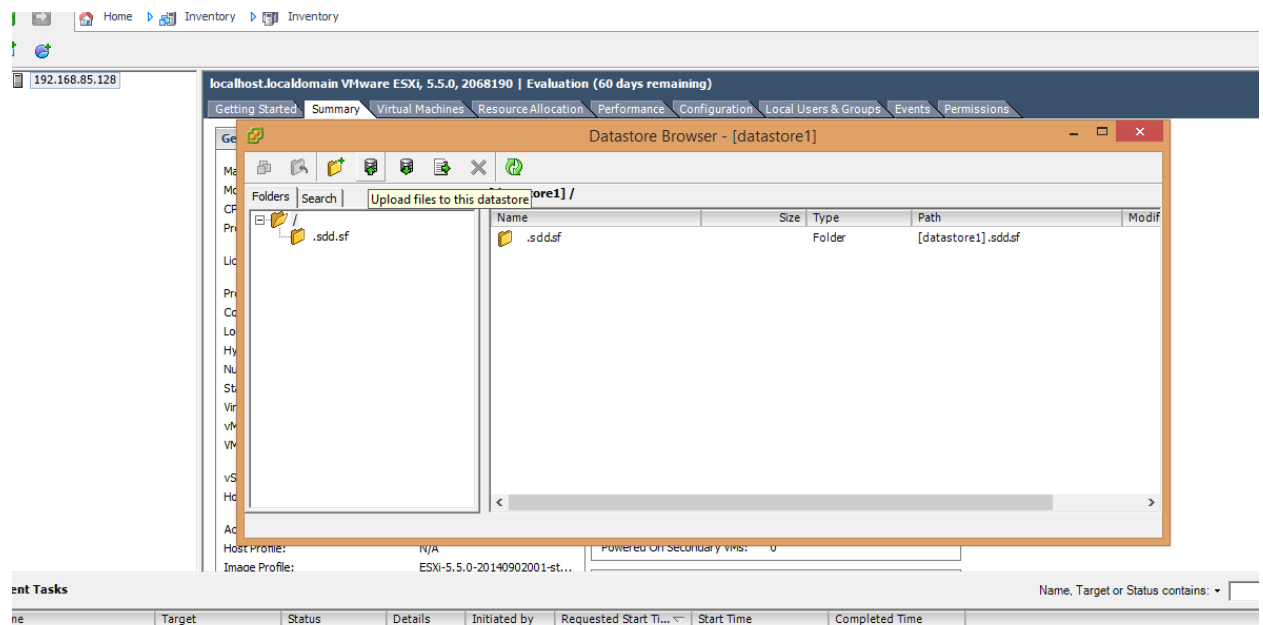 Home Inventory Inventory
192.168.85.128
localhost.localdomain VMware ESXi, 5.5.0, 2068190 | Evaluation (60 days remaining)
Getting Started Summary Virtual Machines Resource Allocation Performance Configuration Local Users & Groups Events Permissions
Datastore Browser - [datastore1]
Folders Search
Upload files to this datastore
ore1] /
Name Size Type Path Modif
/
.sdd.sf
.sdd.sf Folder [datastore1] .sdd.sf
Host Profile: N/A
Powered On Secondary VMs: 0
Image Profile: ESXi-5.5.0-20140902001-st...
ent Tasks
Name, Target or Status contains:
me Target Status Details Initiated by Requested Start Ti... Start Time Completed Time